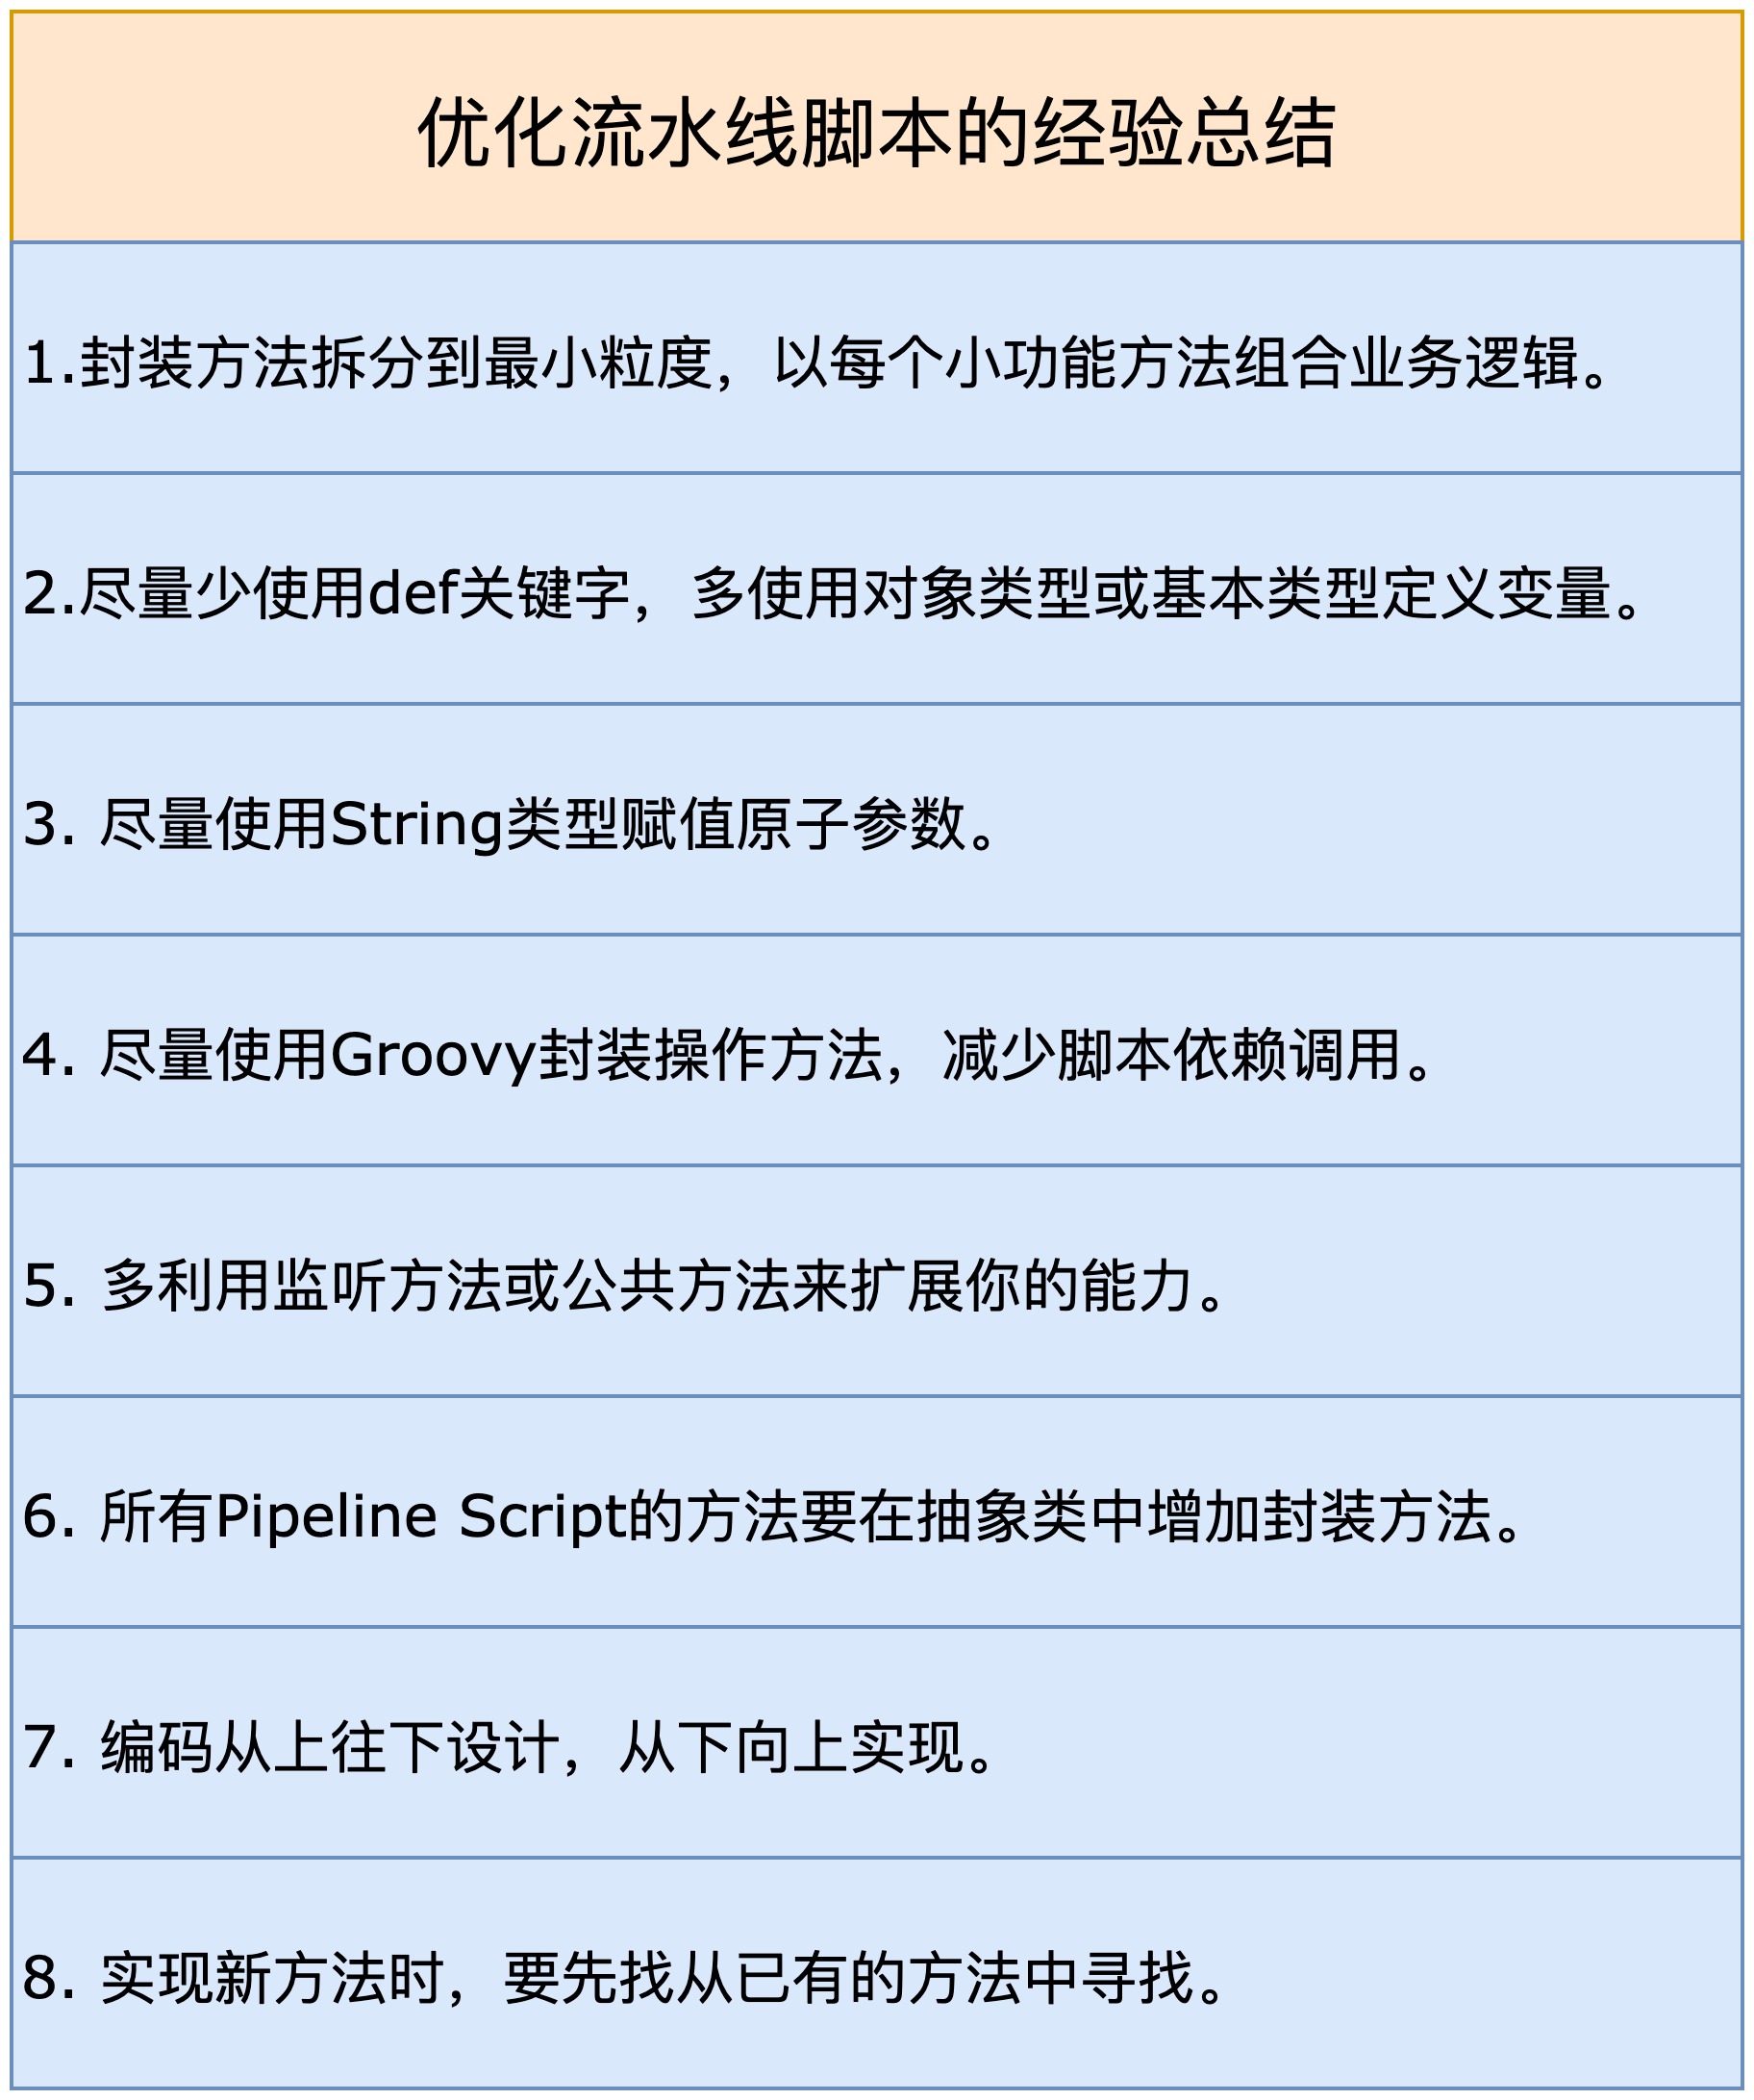 优化流水线脚本的经验总结
1.封装方法拆分到最小粒度，以每个小功能方法组合业务逻辑。
2.尽量少使用def关键字，多使用对象类型或基本类型定义变量。
3. 尽量使用String类型赋值原子参数。
4. 尽量使用Groovy封装操作方法，减少脚本依赖调用。
5. 多利用监听方法或公共方法来扩展你的能力。
6. 所有Pipeline Script的方法要在抽象类中增加封装方法。
7. 编码从上往下设计，从下向上实现。
8. 实现新方法时，要先找从已有的方法中寻找。